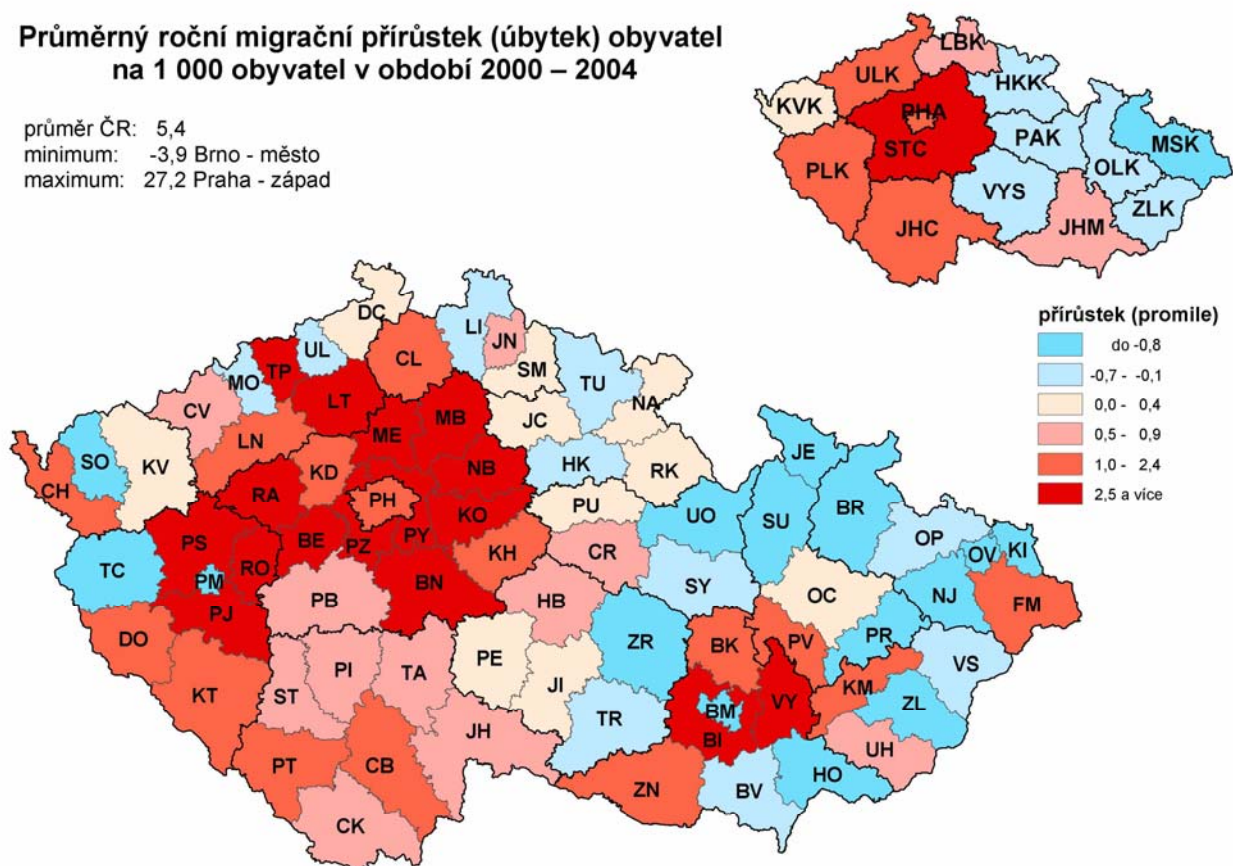 Průměrný roční migrační přírůstek (úbytek) obyvatel
na 1 000 obyvatel v období 2000 – 2004
průměr ČR: 5,4
minimum: -3,9 Brno - město
maximum: 27,2 Praha - západ
LBK
ULK
HKK
KVK
PHA
PAK
MSK
STC
OLK
PLK
VYS
ZLK
JHC
JHM
přírůstek (promile)
do -0,8
-0,7 - -0,1
0,0 - 0,4
0,5 - 0,9
1,0 - 2,4
2,5 a více
DC
LI
JN
UL
CL
TP
SM
MO
TU
CV
LT
MB
NA
ME
JC
LN
SO
KV
HK
RK
KD
NB
JE
CH
RA
PH
PU
KO
UO
SU
BR
PS
BE
PY
PZ
KH
CR
OP
OV
KI
TC
PM
RO
BN
SY
OC
NJ
FM
PB
HB
PJ
DO
ZR
PR
BK
PV
VS
PE
PI
TA
ST
KT
JI
KM
ZL
TR
BM
VY
JH
BI
UH
PT
CB
HO
ZN
BV
CK